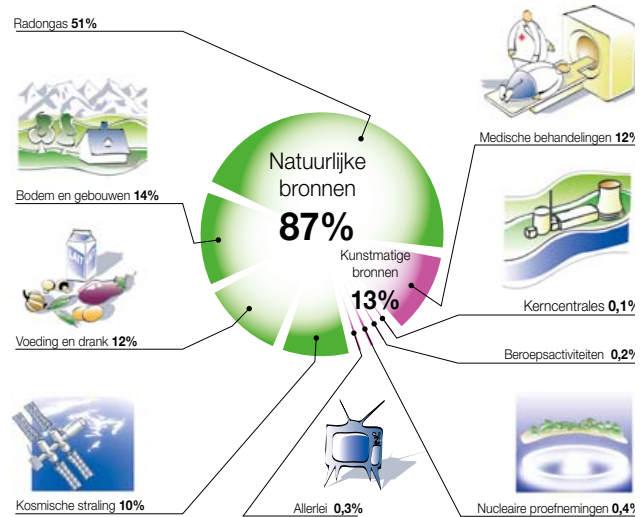 Radongas 51%
Medische behandelingen 12%
Natuurlijke
bronnen
87%
Bodem en gebouwen 14%
LAIT
Kunstmatige
bronnen
13%
Kerncentrales 0,1%
Voeding en drank 12%
Beroepsactiviteiten 0,2%
Kosmische straling 10%
Allerlei 0,3%
Nucleaire proefnemingen 0,4%